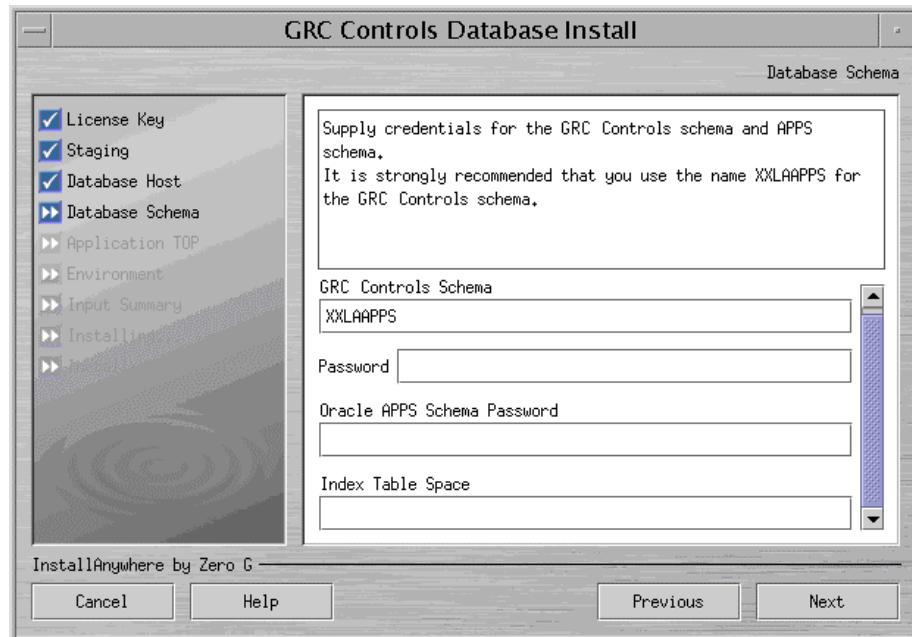 GRC Controls Database Install
Database Schema
License Key
Staging
Database Host
Database Schema
Application TOP
Environment
Input Summary
Installing...
Supply credentials for the GRC Controls schema and APPS
schema.
It is strongly recommended that you use the name XXLAAPPS for
the GRC Controls schema.
GRC Controls Schema
XXLAAPPS
Password
Oracle APPS Schema Password
Index Table Space
InstallAnywhere by Zero G
Cancel
Help
Previous
Next